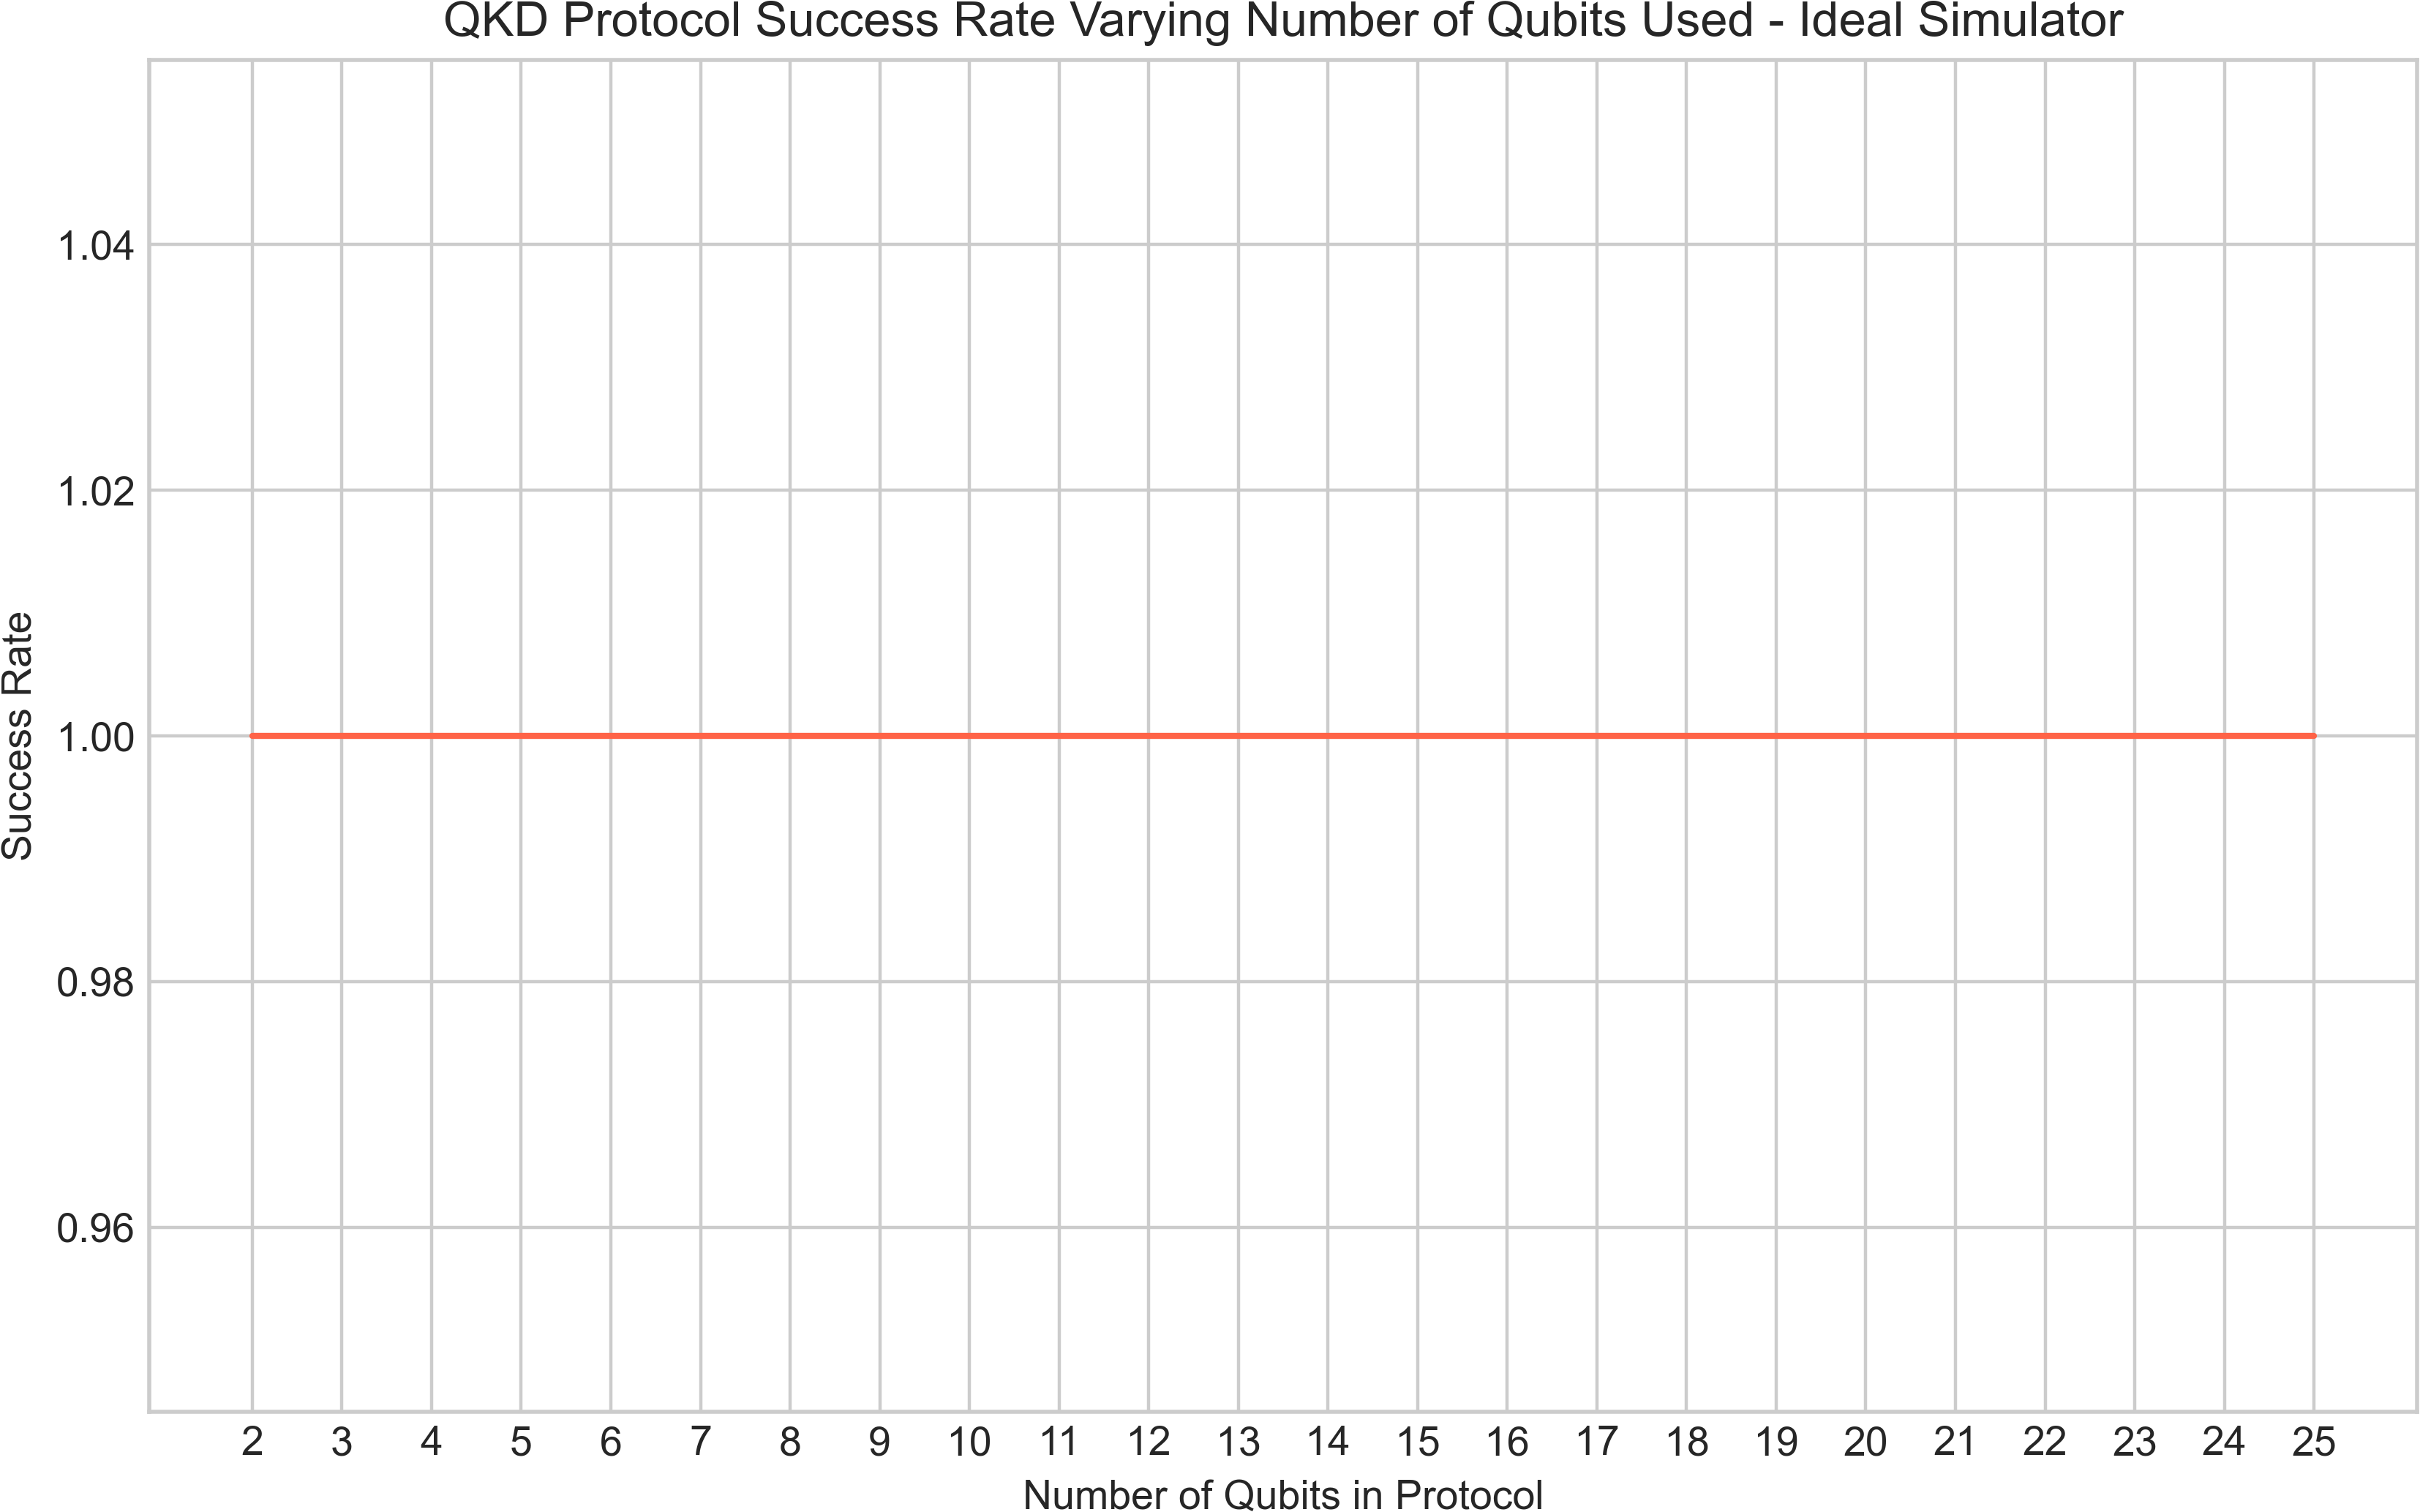 QKD Protocol Success Rate Varying Number of Qubits Used - Ideal Simulator
1.04
1.02
1.00
0.98
0.96
Success Rate
2 3 4 5 6 7 8 9 10 11 12 13 14 15 16 17 18 19 20 21 22 23 24 25
Number of Qubits in Protocol